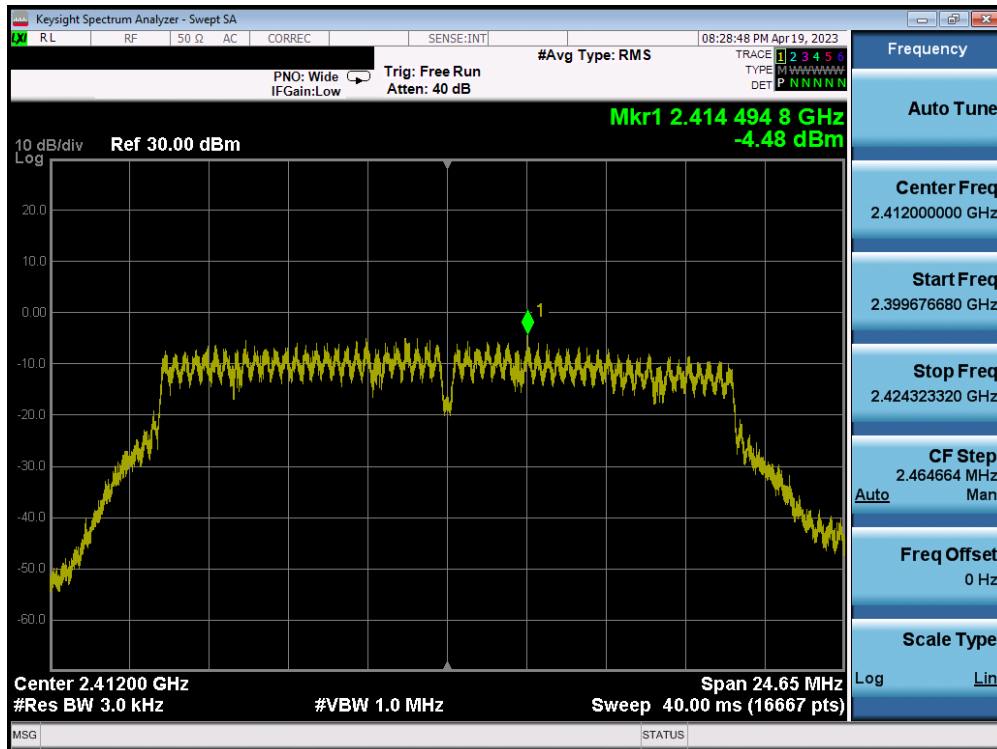 Keysight Spectrum Analyzer - Swept SA
LXI RL RF 50 Ω AC CORREC SENSE:INT 08:28:48 PM Apr 19, 2023
#Avg Type: RMS
TRACE 1 2 3 4 5 6
PNO: Wide Trig: Free Run
TYPE M WWWWW
IFGain:Low Atten: 40 dB
DET P N N N N N
Mkr1 2.414 494 8 GHz
-4.48 dBm
10 dB/div Ref 30.00 dBm
Log
20.0
10.0
0.00
1
-10.0
-20.0
-30.0
-40.0
-50.0
-60.0
Center 2.41200 GHz Span 24.65 MHz
#Res BW 3.0 kHz #VBW 1.0 MHz Sweep 40.00 ms (16667 pts)
MSG STATUS
Frequency
Auto Tune
Center Freq
2.412000000 GHz
Start Freq
2.399676680 GHz
Stop Freq
2.424323320 GHz
CF Step
2.464664 MHz
Auto Man
Freq Offset
0 Hz
Scale Type
Log Lin